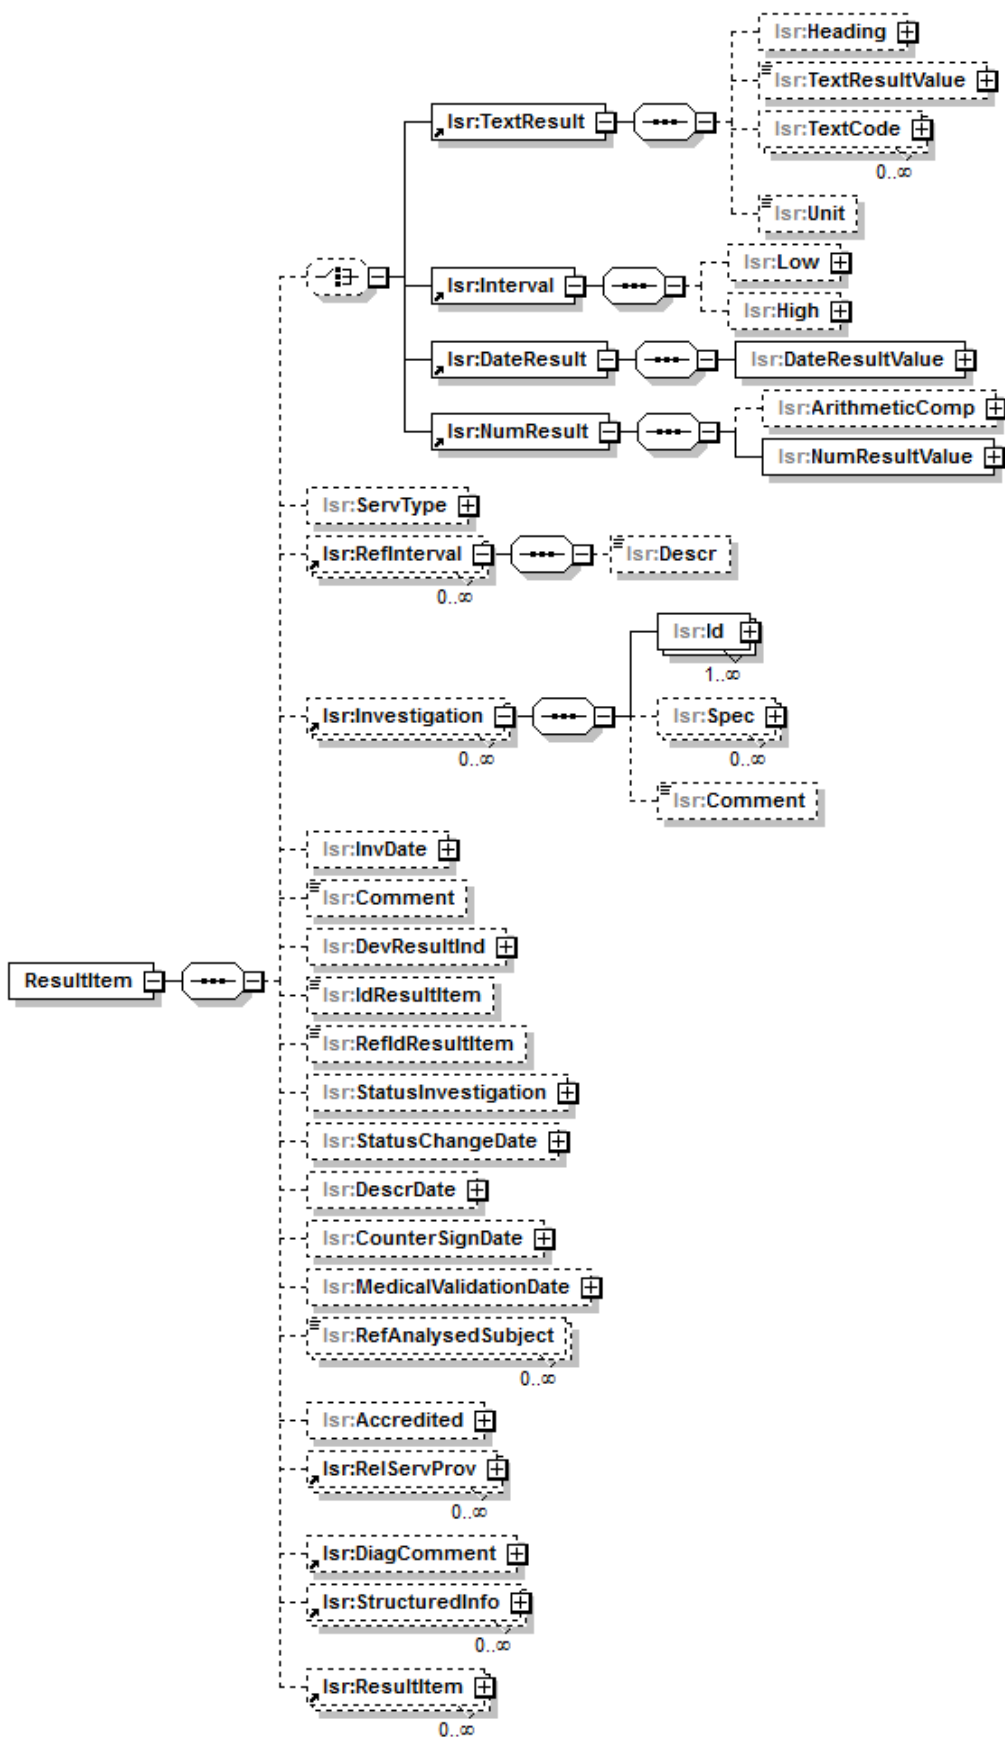 lsr:Heading
lsr:TextResultValue
lsr:TextResult
lsr:TextCode
0..∞
lsr:Unit
lsr:Interval
lsr:Low
lsr:High
lsr:DateResult
lsr:DateResultValue
lsr:ArithmeticComp
lsr:NumResult
lsr:NumResultValue
lsr:ServType
lsr:RefInterval
lsr:Descr
0..∞
lsr:Id
1..∞
lsr:Investigation
lsr:Spec
0..∞
0..∞
lsr:Comment
lsr:InvDate
lsr:Comment
lsr:DevResultInd
ResultItem
lsr:IdResultItem
lsr:RefIdResultItem
lsr:StatusInvestigation
lsr:StatusChangeDate
lsr:DescrDate
lsr:CounterSignDate
lsr:MedicalValidationDate
lsr:RefAnalysedSubject
0..∞
lsr:Accredited
lsr:RelServProv
0..∞
lsr:DiagComment
lsr:StructuredInfo
0..∞
lsr:ResultItem
0..∞